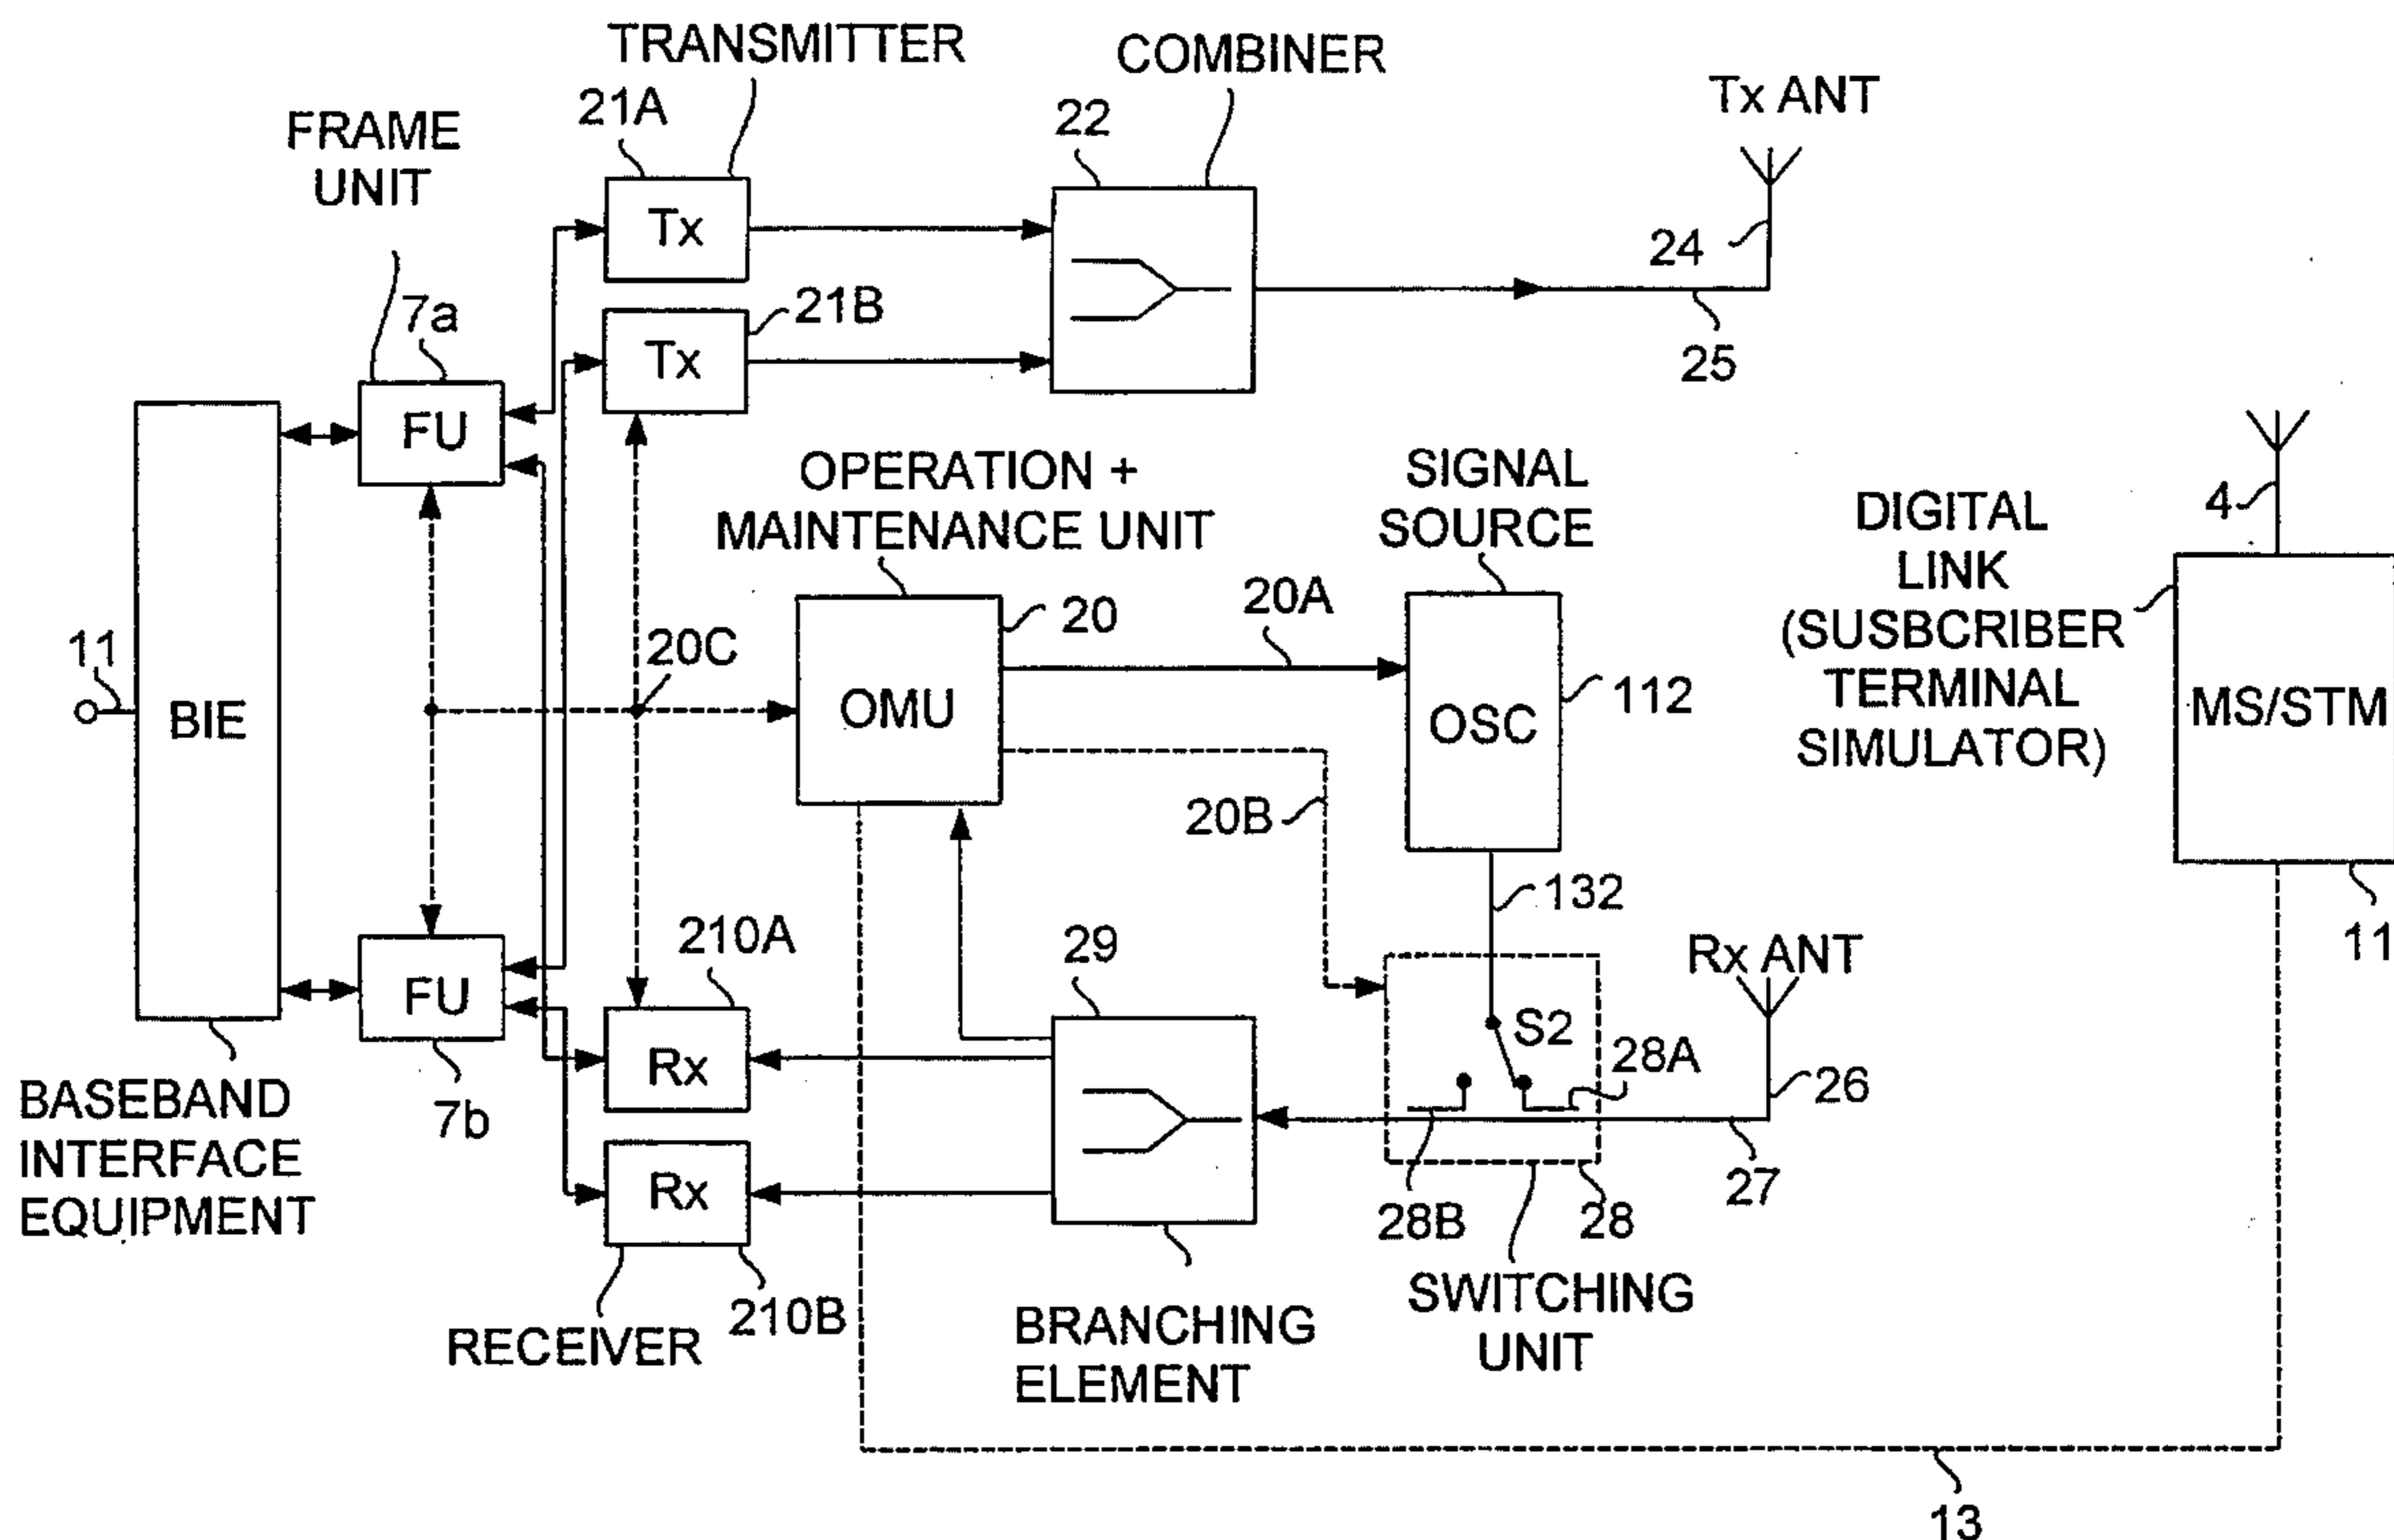 TRANSMITTER
COMBINER
21A
22
Tx ANT
FRAME
UNIT
Tx
24
7a
21B
Tx
25
FU
OPERATION +
MAINTENANCE UNIT
SIGNAL
SOURCE
4
DIGITAL
LINK
(SUSBCRIBER
TERMINAL
SIMULATOR)
20
20A
11
20C
BIE
OMU
OSC
112
MS/STM
20B
132
11
210A
29
Rx ANT
FU
S2
28A
Rx
26
7b
BASEBAND
INTERFACE
EQUIPMENT
Rx
28B
28
27
210B
RECEIVER
BRANCHING
ELEMENT
SWITCHING
UNIT
13